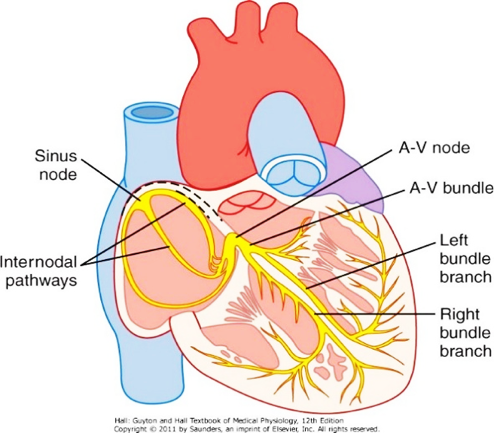 Sinus
node
Internodal
pathways
A-V node
A-V bundle
Left
bundle
branch
Right
bundle
branch
Hall: Guyton and Hall Textbook of Medical Physiology, 12th Edition
Copyright © 2011 by Saunders, an imprint of Elsevier, Inc. All rights reserved.